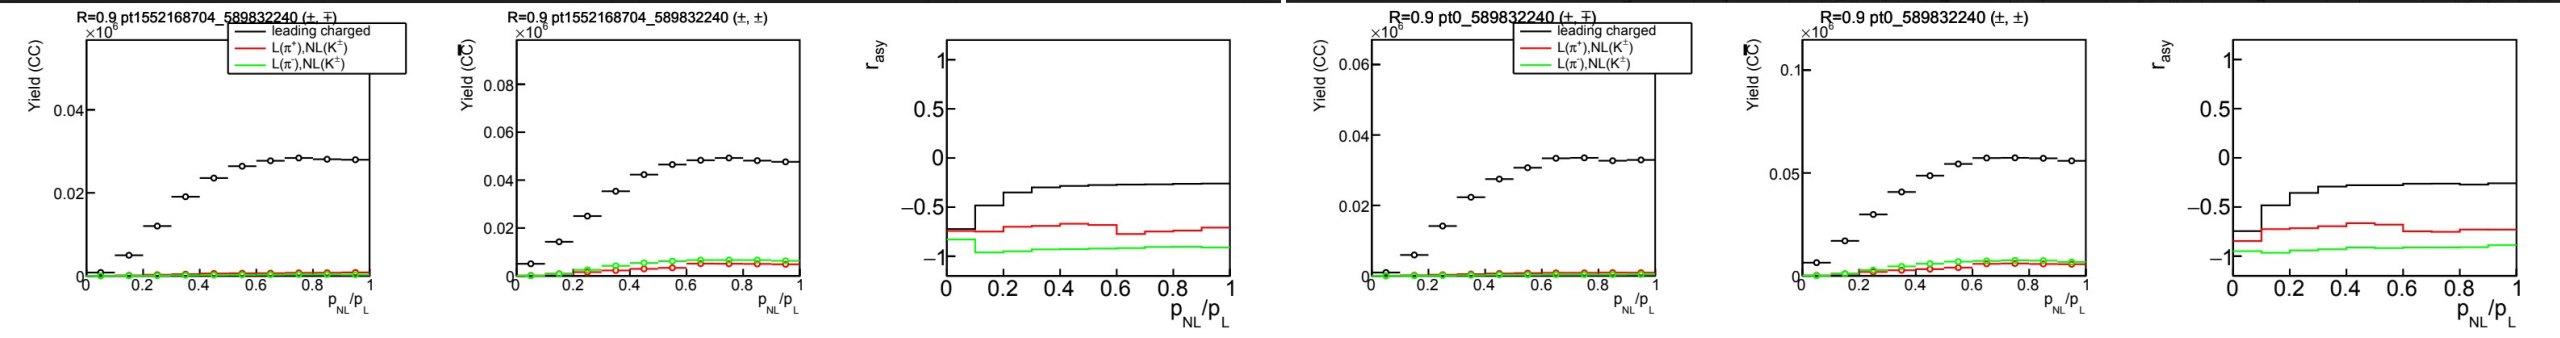 R=0.9 pt1552168704_589832240 (±, ∓)
×10⁶
leading charged
L(π⁺),NL(K±)
L(π⁻),NL(K±)
Yield (CC)
0.04
0.02
0
0.2
0.4
0.6
0.8
1
p_NL/p_L
R=0.9 pt1552168704_589832240 (±, ±)
×10⁶
Yield (CC̅)
0.08
0.06
0.04
0.02
0
0
0.2
0.4
0.6
0.8
1
p_NL/p_L
r_asy
1
0.5
0
−0.5
−1
0
0.2
0.4
0.6
0.8
1
p_NL/p_L
R=0.9 pt0_589832240 (±, ∓)
×10⁶
leading charged
L(π⁺),NL(K±)
L(π⁻),NL(K±)
Yield (CC)
0.06
0.04
0.02
0
0
0.2
0.4
0.6
0.8
1
p_NL/p_L
R=0.9 pt0_589832240 (±, ±)
×10⁶
Yield (CC̅)
0.1
0.05
0
0
0.2
0.4
0.6
0.8
1
p_NL/p_L
r_asy
1
0.5
0
−0.5
−1
0
0.2
0.4
0.6
0.8
1
p_NL/p_L